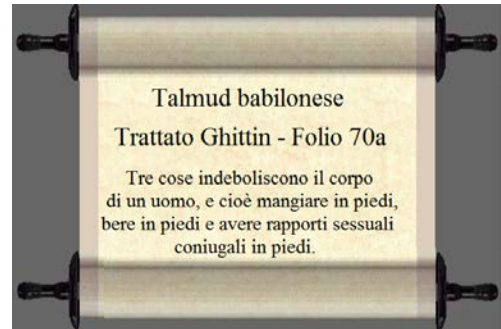 Talmud babilonese
Trattato Ghittin - Folio 70a
Tre cose indeboliscono il corpo
di un uomo, e cioè mangiare in piedi,
bere in piedi e avere rapporti sessuali
coniugali in piedi.